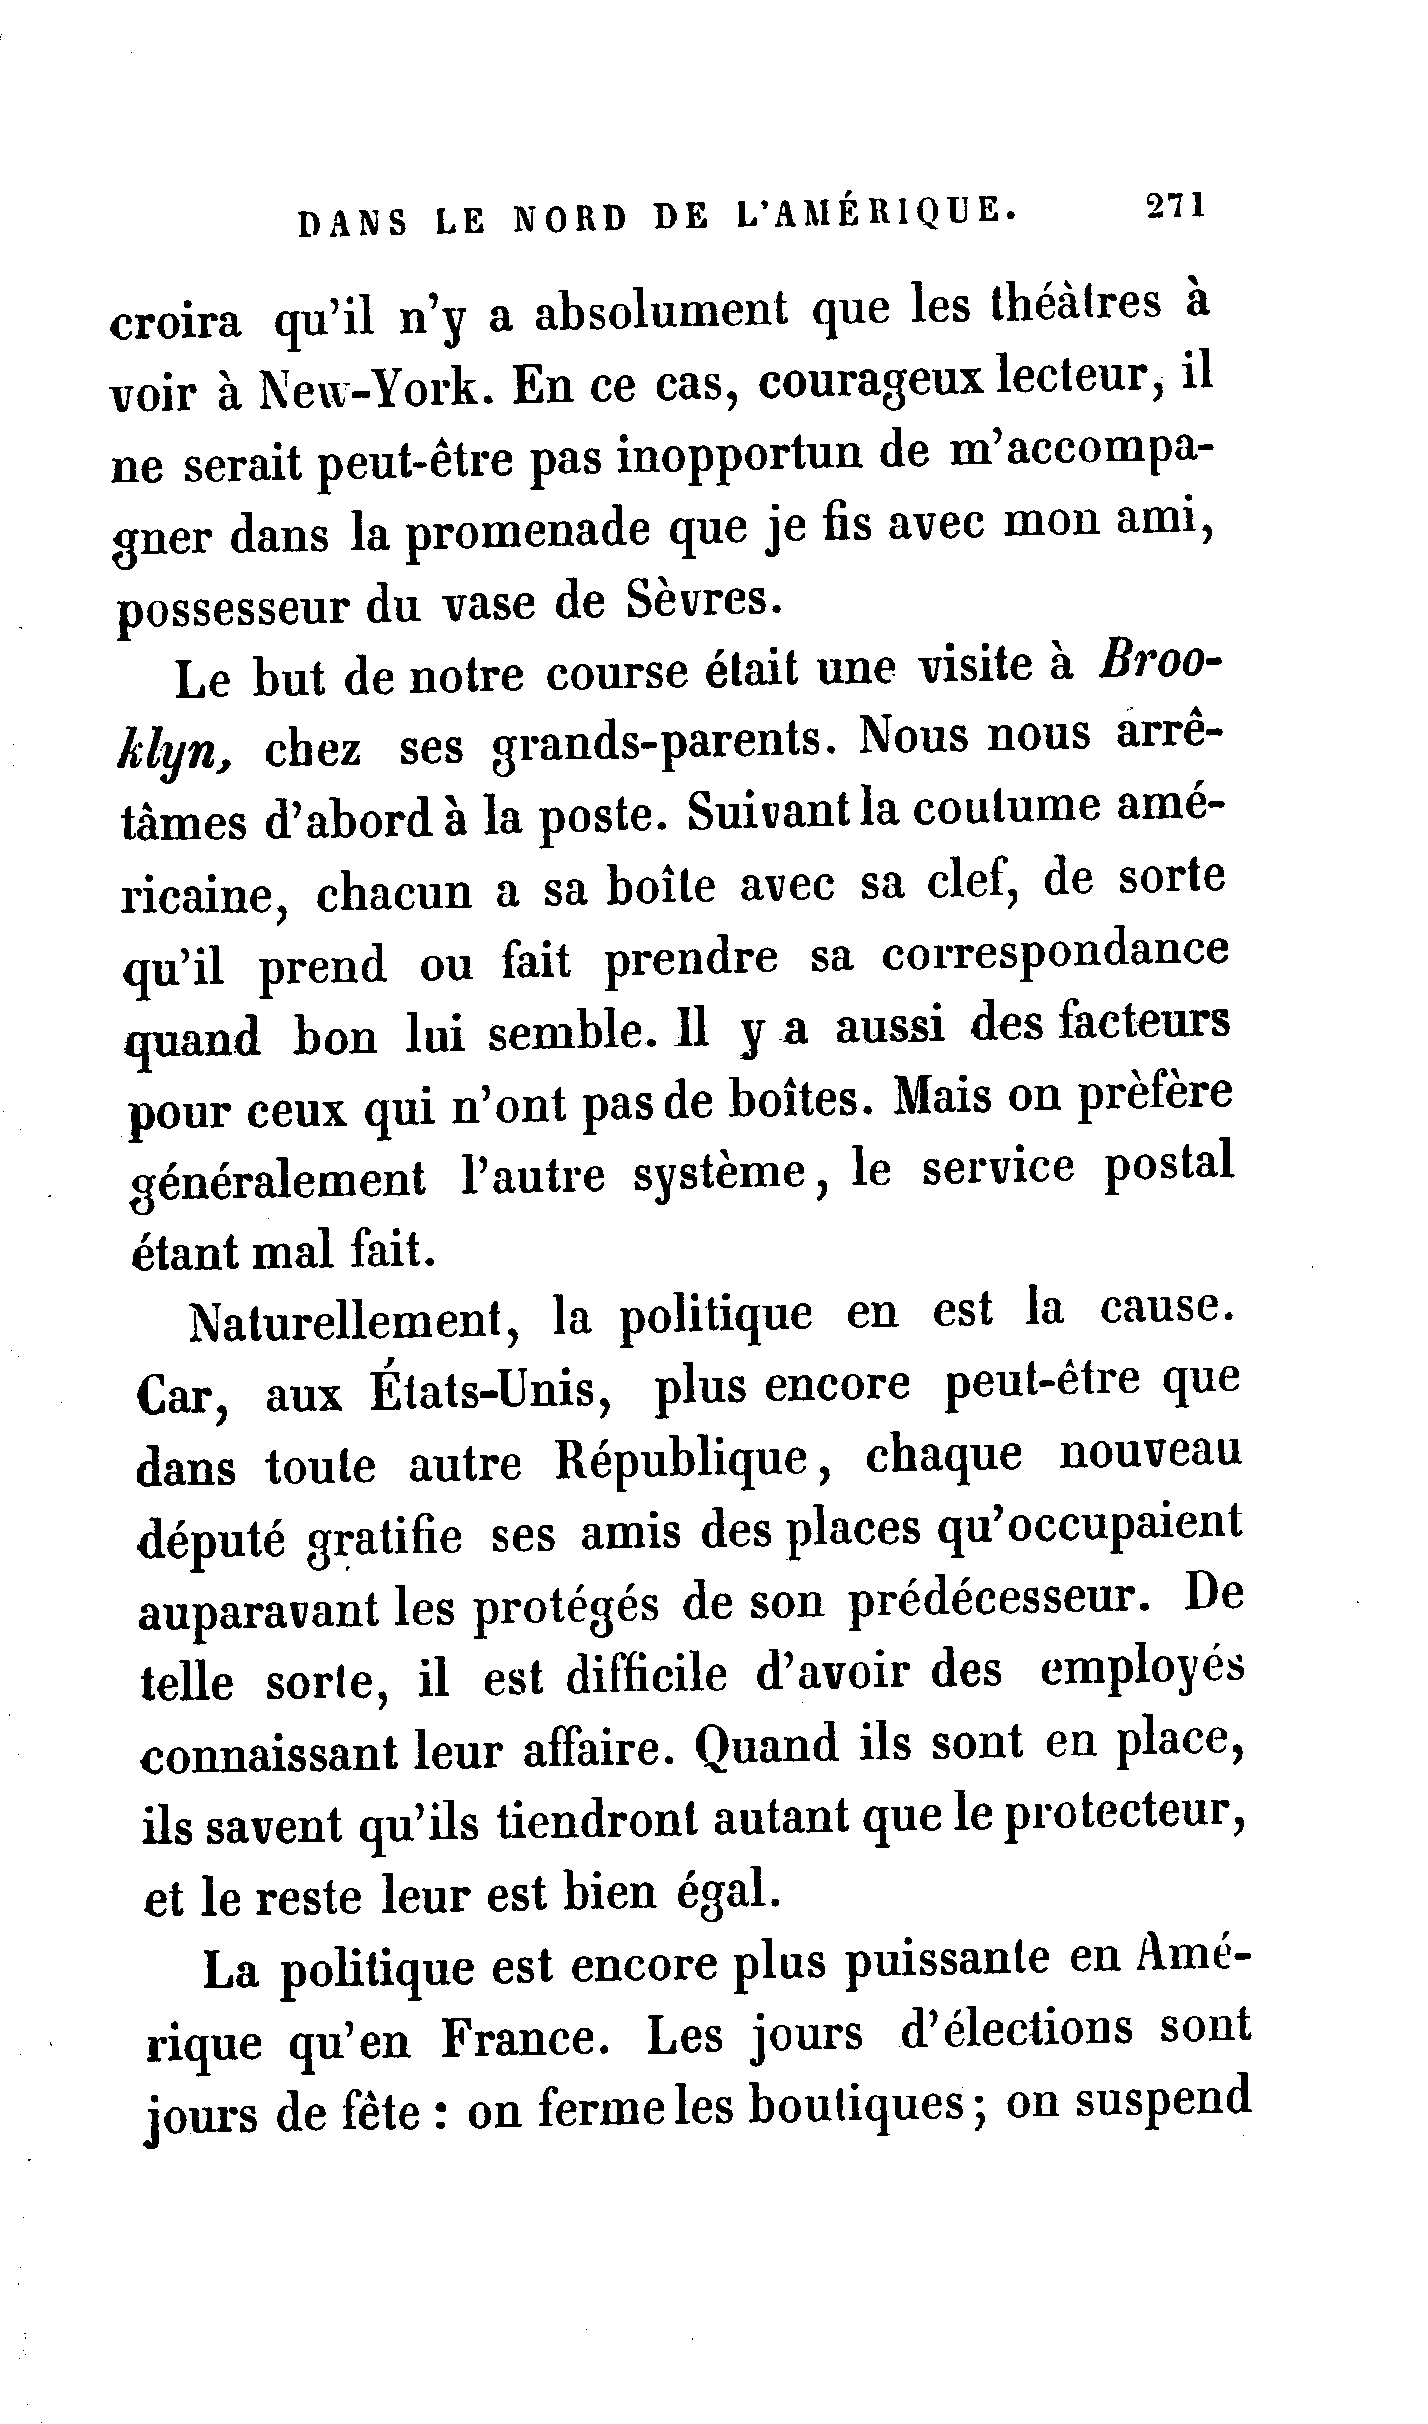 DANS LE NORD DE L'AMÉRIQUE. 271
croira qu'il n'y a absolument que les théâtres à
voir à New-York. En ce cas, courageux lecteur, il
ne serait peut-être pas inopportun de m'accompa-
gner dans la promenade que je fis avec mon ami,
possesseur du vase de Sèvres.
Le but de notre course était une visite à Broo-
klyn, chez ses grands-parents. Nous nous arrê-
tâmes d'abord à la poste. Suivant la coutume amé-
ricaine, chacun a sa boîte avec sa clef, de sorte
qu'il prend ou fait prendre sa correspondance
quand bon lui semble. Il y a aussi des facteurs
pour ceux qui n'ont pas de boîtes. Mais on prèfère
généralement l'autre système, le service postal
étant mal fait.
Naturellement, la politique en est la cause.
Car, aux États-Unis, plus encore peut-être que
dans toute autre République, chaque nouveau
député gratifie ses amis des places qu'occupaient
auparavant les protégés de son prédécesseur. De
telle sorte, il est difficile d'avoir des employés
connaissant leur affaire. Quand ils sont en place,
ils savent qu'ils tiendront autant que le protecteur,
et le reste leur est bien égal.
La politique est encore plus puissante en Amé-
rique qu'en France. Les jours d'élections sont
jours de fête : on ferme les boutiques; on suspend